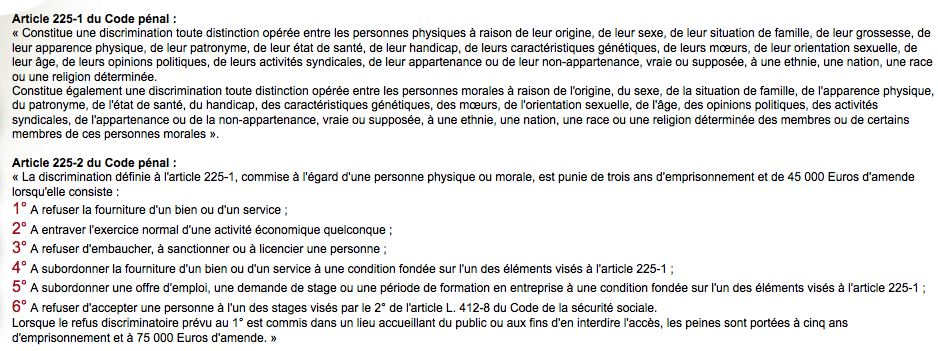 Article 225-1 du Code pénal :
« Constitue une discrimination toute distinction opérée entre les personnes physiques à raison de leur origine, de leur sexe, de leur situation de famille, de leur grossesse, de
leur apparence physique, de leur patronyme, de leur état de santé, de leur handicap, de leurs caractéristiques génétiques, de leurs mœurs, de leur orientation sexuelle, de
leur âge, de leurs opinions politiques, de leurs activités syndicales, de leur appartenance ou de leur non-appartenance, vraie ou supposée, à une ethnie, une nation, une race
ou une religion déterminée.
Constitue également une discrimination toute distinction opérée entre les personnes morales à raison de l'origine, du sexe, de la situation de famille, de l'apparence physique,
du patronyme, de l'état de santé, du handicap, des caractéristiques génétiques, des mœurs, de l'orientation sexuelle, de l'âge, des opinions politiques, des activités
syndicales, de l'appartenance ou de la non-appartenance, vraie ou supposée, à une ethnie, une nation, une race ou une religion déterminée des membres ou de certains
membres de ces personnes morales ».
Article 225-2 du Code pénal :
« La discrimination définie à l'article 225-1, commise à l'égard d'une personne physique ou morale, est punie de trois ans d'emprisonnement et de 45 000 Euros d'amende
lorsqu'elle consiste :
1° A refuser la fourniture d'un bien ou d'un service ;
2° A entraver l'exercice normal d'une activité économique quelconque ;
3° A refuser d'embaucher, à sanctionner ou à licencier une personne ;
4° A subordonner la fourniture d'un bien ou d'un service à une condition fondée sur l'un des éléments visés à l'article 225-1 ;
5° A subordonner une offre d'emploi, une demande de stage ou une période de formation en entreprise à une condition fondée sur l'un des éléments visés à l'article 225-1 ;
6° A refuser d'accepter une personne à l'un des stages visés par le 2° de l'article L. 412-8 du Code de la sécurité sociale.
Lorsque le refus discriminatoire prévu au 1° est commis dans un lieu accueillant du public ou aux fins d'en interdire l'accès, les peines sont portées à cinq ans
d'emprisonnement et à 75 000 Euros d'amende. »